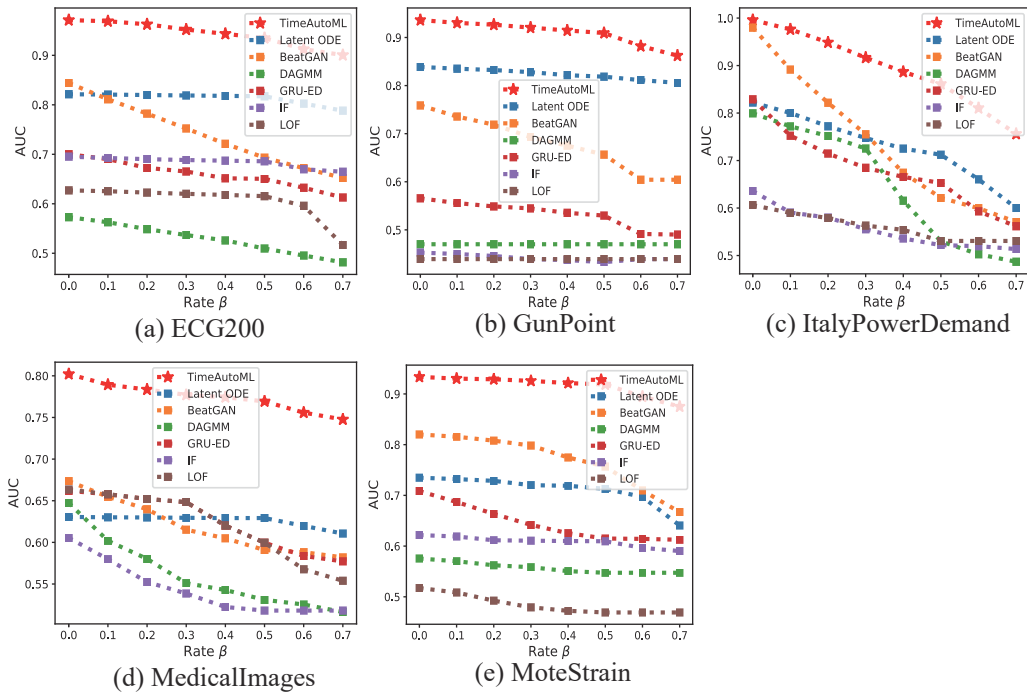 TimeAutoML
Latent ODE
BeatGAN
DAGMM
GRU-ED
IF
LOF
AUC
0.9
0.8
0.7
0.6
0.5
0.0 0.1 0.2 0.3 0.4 0.5 0.6 0.7
Rate β
(a) ECG200
TimeAutoML
Latent ODE
BeatGAN
DAGMM
GRU-ED
IF
LOF
AUC
0.9
0.8
0.7
0.6
0.5
0.4
0.0 0.1 0.2 0.3 0.4 0.5 0.6 0.7
Rate β
(b) GunPoint
TimeAutoML
Latent ODE
BeatGAN
DAGMM
GRU-ED
IF
LOF
AUC
1.0
0.9
0.8
0.7
0.6
0.5
0.0 0.1 0.2 0.3 0.4 0.5 0.6 0.7
Rate β
(c) ItalyPowerDemand
TimeAutoML
Latent ODE
BeatGAN
DAGMM
GRU-ED
IF
LOF
AUC
0.80
0.75
0.70
0.65
0.60
0.55
0.0 0.1 0.2 0.3 0.4 0.5 0.6 0.7
Rate β
(d) MedicalImages
TimeAutoML
Latent ODE
BeatGAN
DAGMM
GRU-ED
IF
LOF
AUC
0.9
0.8
0.7
0.6
0.5
0.0 0.1 0.2 0.3 0.4 0.5 0.6 0.7
Rate β
(e) MoteStrain